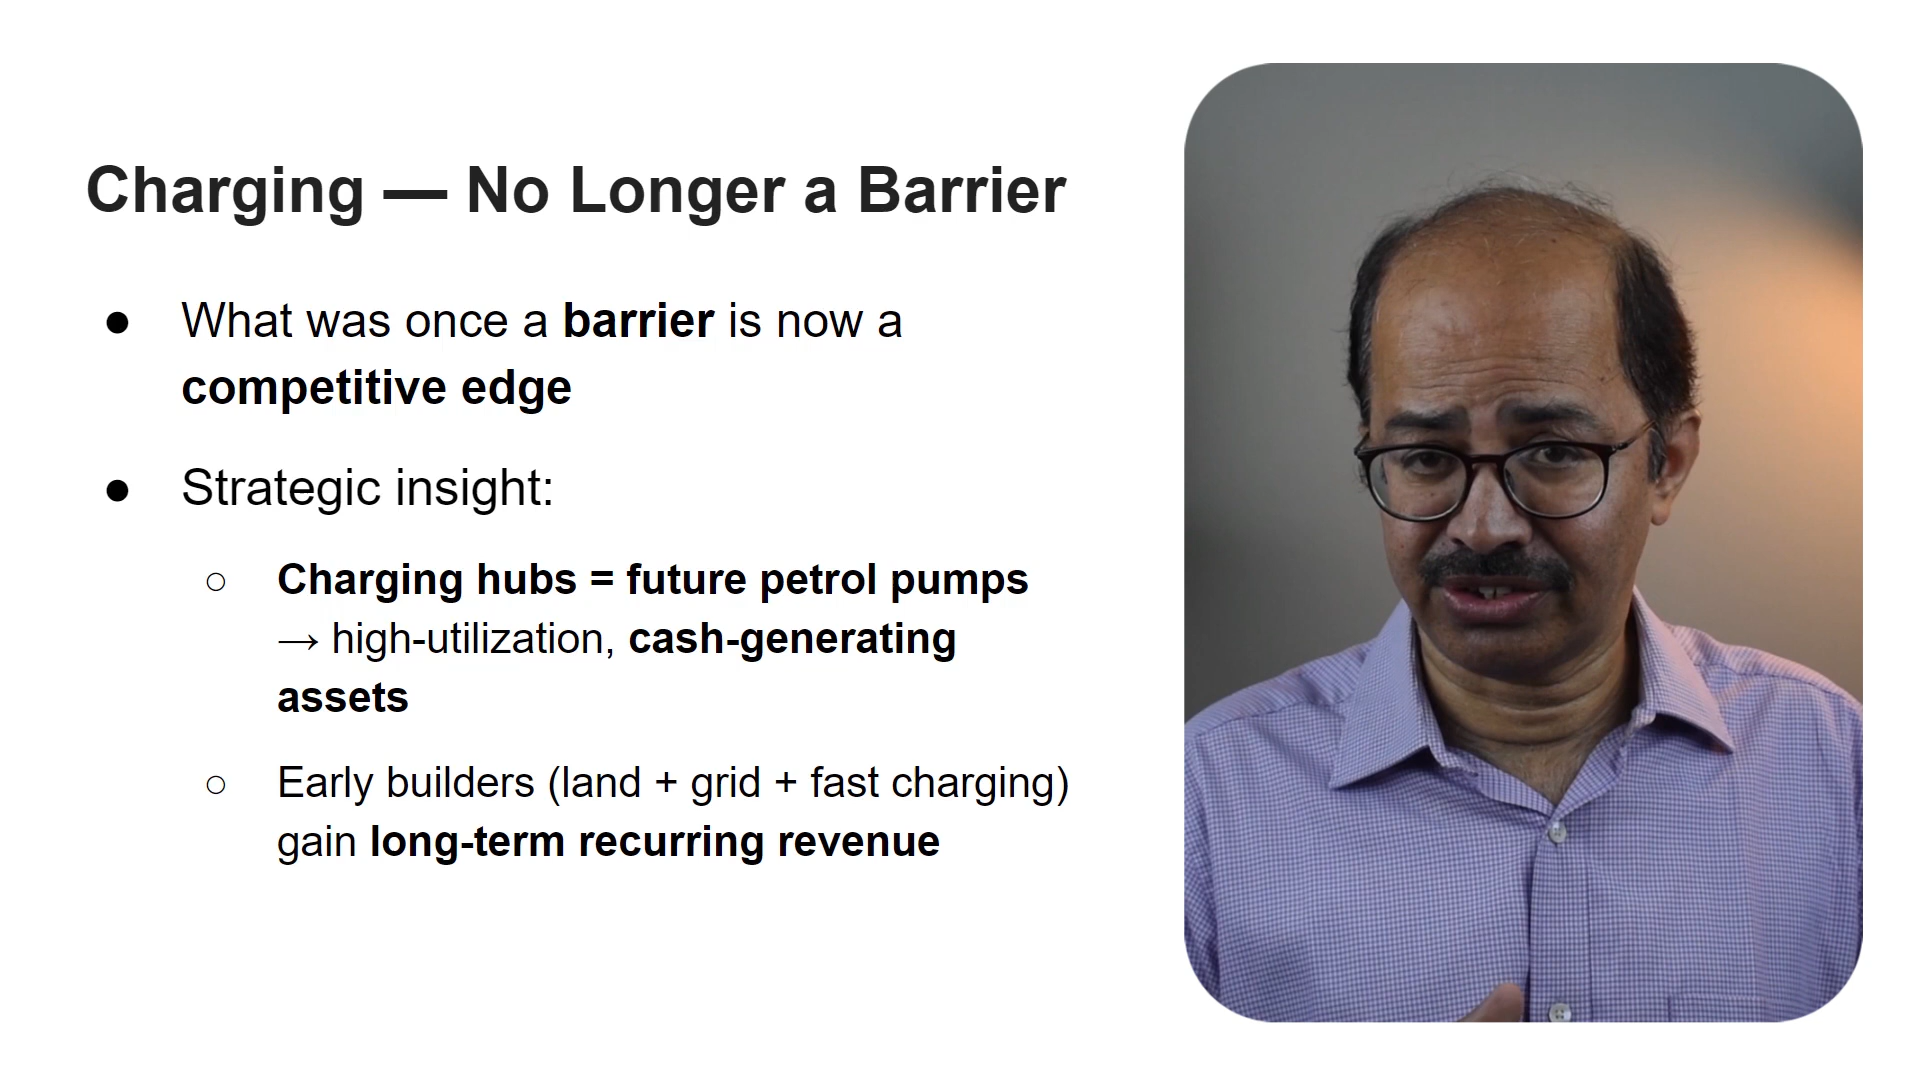 Charging — No Longer a Barrier
● What was once a barrier is now a
competitive edge
● Strategic insight:
○ Charging hubs = future petrol pumps
→ high-utilization, cash-generating
assets
○ Early builders (land + grid + fast charging)
gain long-term recurring revenue